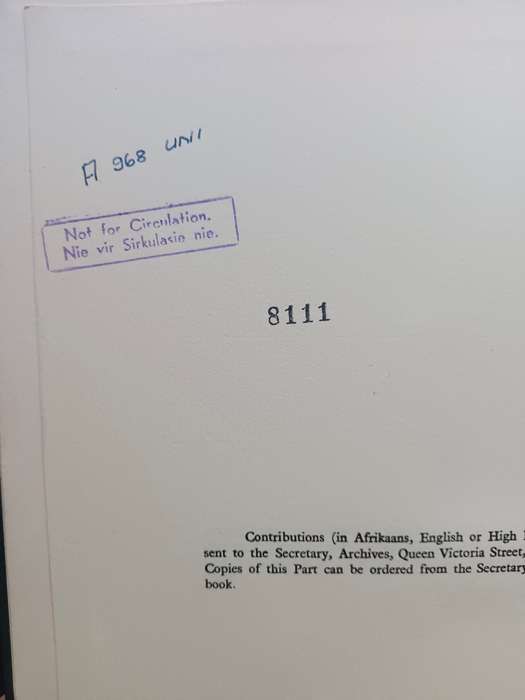 A 968 UNI
Not for Circulation.
Nie vir Sirkulasie nie.
8111
Contributions (in Afrikaans, English or High
sent to the Secretary, Archives, Queen Victoria Street,
Copies of this Part can be ordered from the Secretary
book.